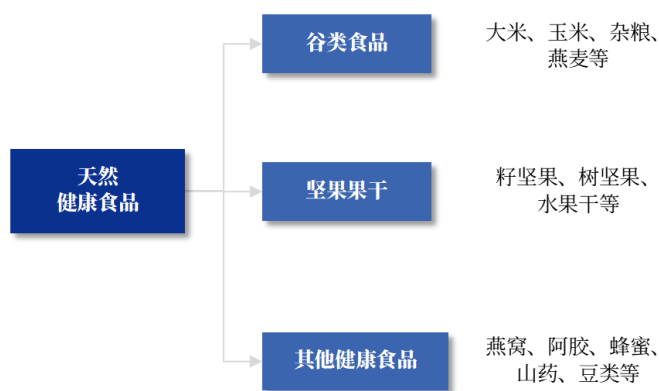 谷类食品
大米、玉米、杂粮、
燕麦等
天然
健康食品
坚果果干
籽坚果、树坚果、
水果干等
其他健康食品
燕窝、阿胶、蜂蜜、
山药、豆类等